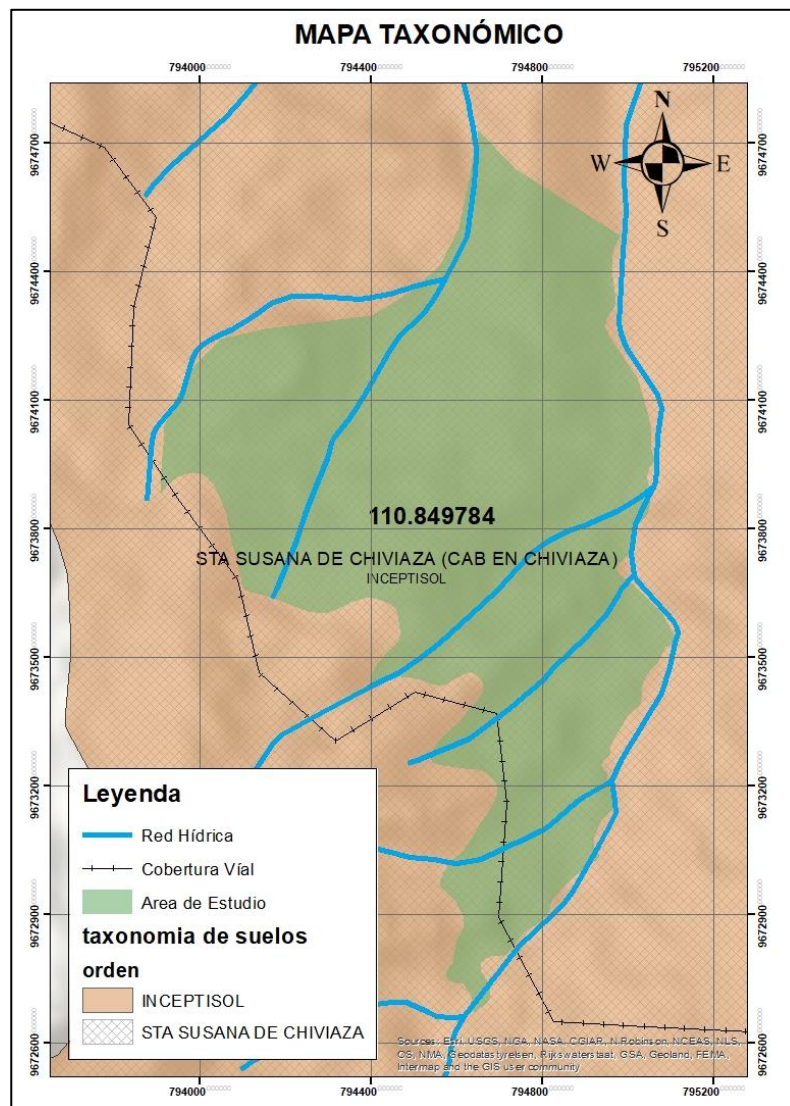 MAPA TAXONÓMICO
794000 794400 794800 795200
N
W E
S
9674700 9674700
9674400 9674400
9674100 9674100
9673800 9673800
9673500 9673500
9673200 9673200
9672900 9672900
9672600 9672600
110.849784
STA SUSANA DE CHIVIAZA (CAB EN CHIVIAZA)
INCEPTISOL
Leyenda
Red Hídrica
Cobertura Víal
Area de Estudio
taxonomia de suelos
orden
INCEPTISOL
STA SUSANA DE CHIVIAZA
Sources: Esri, USGS, NGA, NASA, CGIAR, N Robinson, NCEAS, NLS,
OS, NMA, Geodatastyrelsen, Rijkswaterstaat, GSA, Geoland, FEMA,
Intermap and the GIS user community
794000 794400 794800 795200